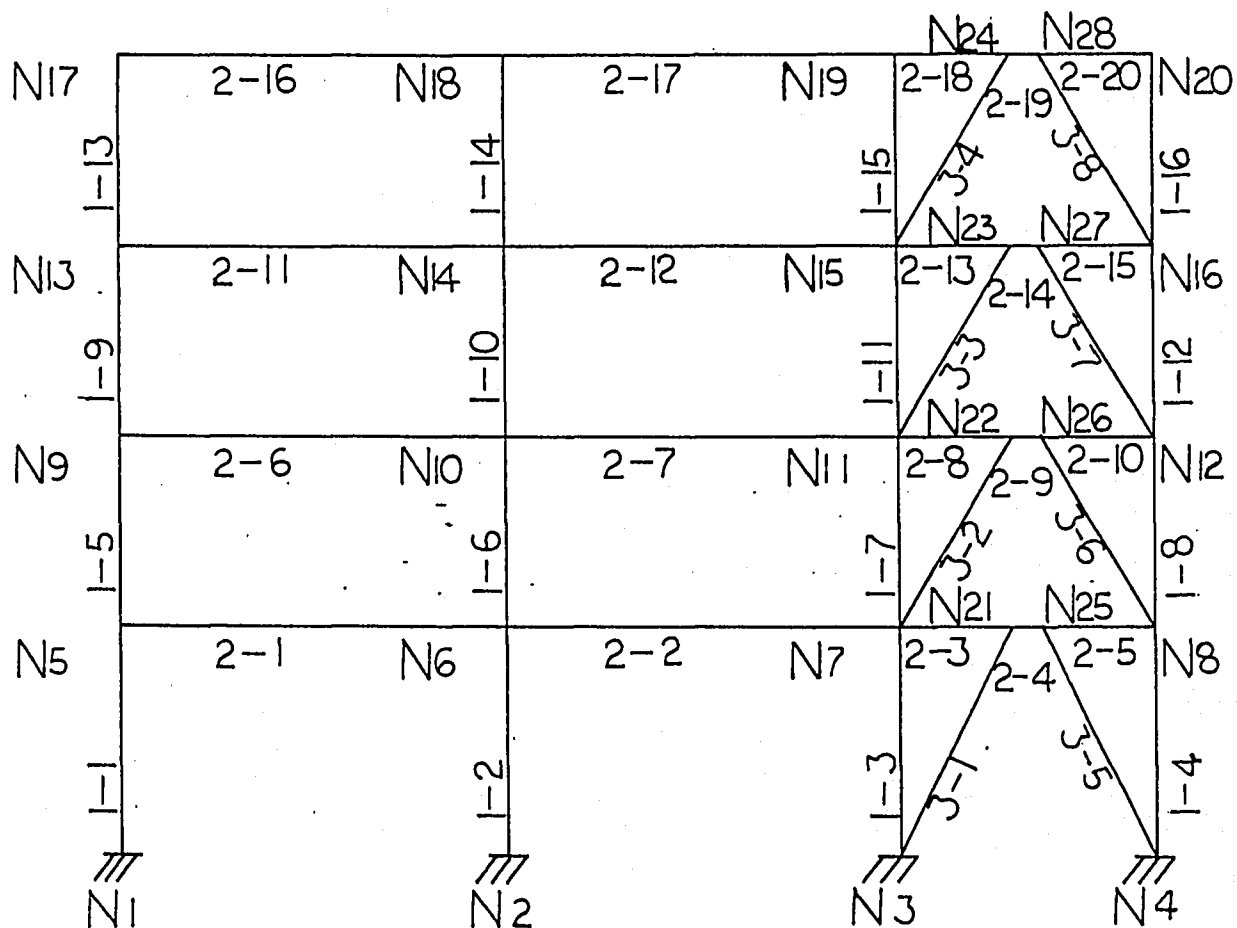 N24 N28
N17 2-16 N18 2-17 N19 2-18 2-20 N20
2-19
1-13 1-14 1-15 3-4 3-8 1-16
N23 N27
N13 2-11 N14 2-12 N15 2-13 2-15 N16
2-14
1-9 1-10 1-11 3-3 3-7 1-12
N22 N26
N9 2-6 N10 2-7 N11 2-8 2-10 N12
2-9
1-5 1-6 1-7 3-2 3-6 1-8
N21 N25
N5 2-1 N6 2-2 N7 2-3 2-5 N8
2-4
1-1 1-2 1-3 3-1 3-5 1-4
N1 N2 N3 N4